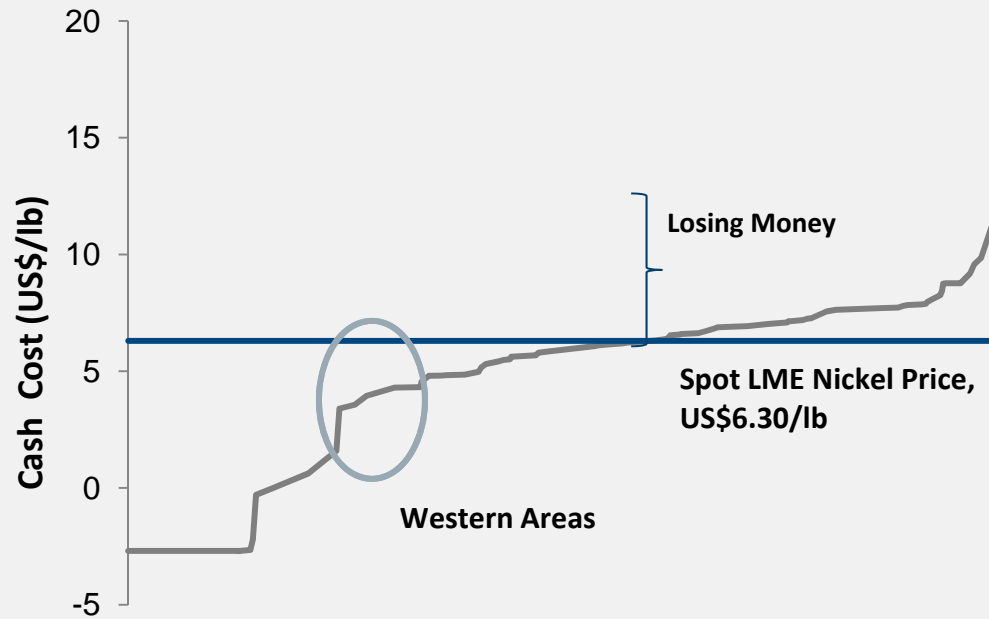 20
15
10
5
0
-5
Cash Cost (US$/lb)
Losing Money
Spot LME Nickel Price,
US$6.30/lb
Western Areas